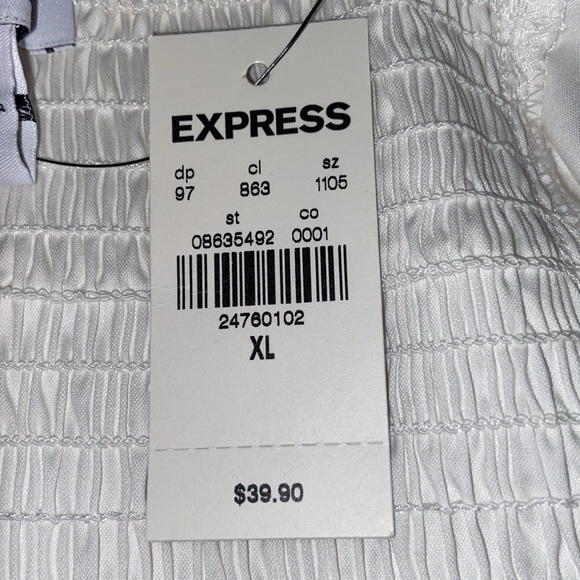 EXPRESS
dp cl sz
97 863 1105
st co
08635492 0001
24760102
XL
$39.90